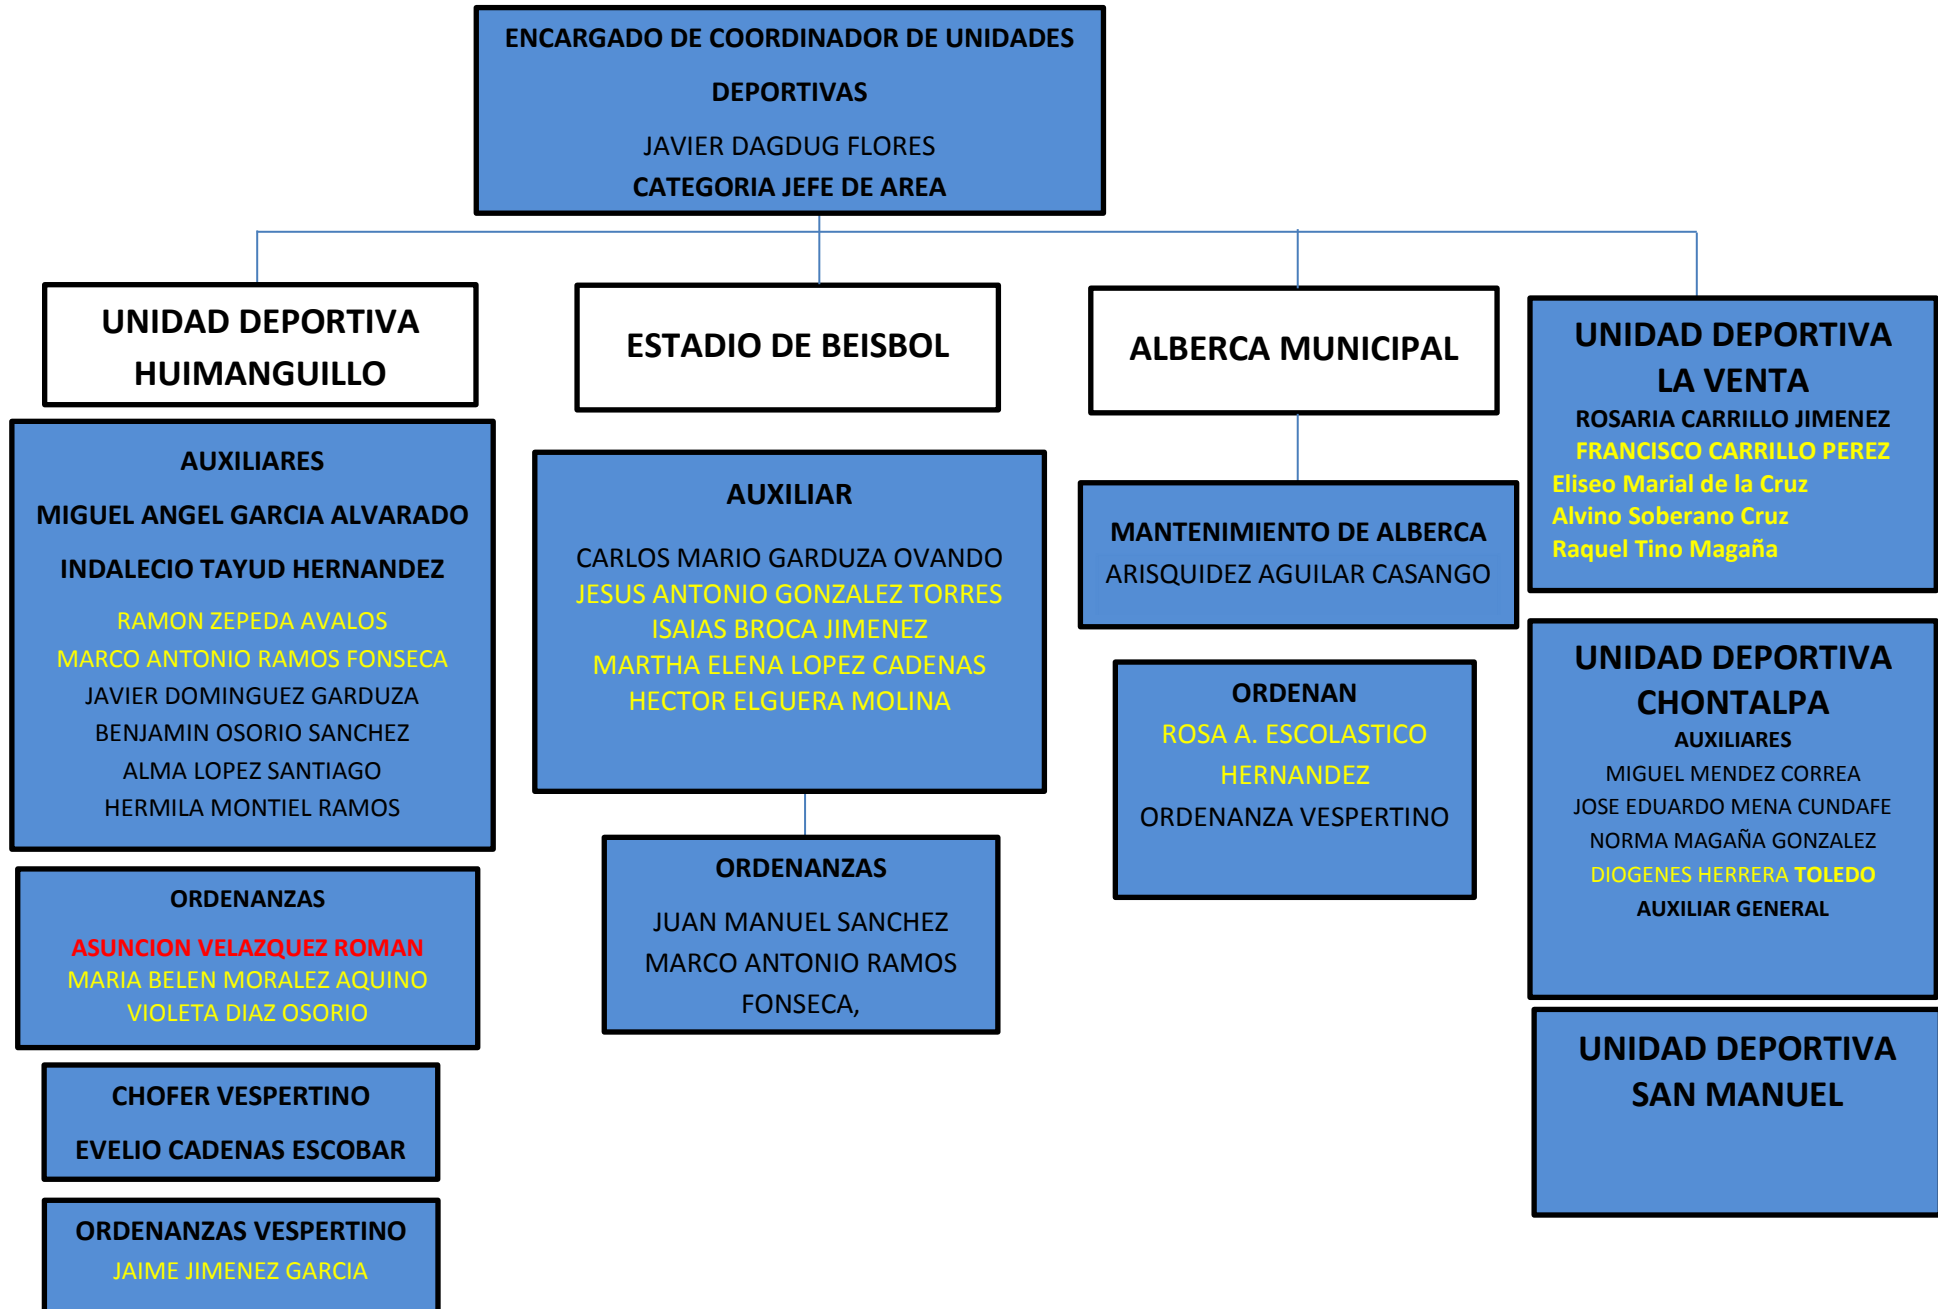 ENCARGADO DE COORDINADOR DE UNIDADES
DEPORTIVAS
JAVIER DAGDUG FLORES
CATEGORIA JEFE DE AREA
UNIDAD DEPORTIVA
HUIMANGUILLO
AUXILIARES
MIGUEL ANGEL GARCIA ALVARADO
INDALECIO TAYUD HERNANDEZ
RAMON ZEPEDA AVALOS
MARCO ANTONIO RAMOS FONSECA
JAVIER DOMINGUEZ GARDUZA
BENJAMIN OSORIO SANCHEZ
ALMA LOPEZ SANTIAGO
HERMILA MONTIEL RAMOS
ORDENANZAS
ASUNCION VELAZQUEZ ROMAN
MARIA BELEN MORALEZ AQUINO
VIOLETA DIAZ OSORIO
CHOFER VESPERTINO
EVELIO CADENAS ESCOBAR
ORDENANZAS VESPERTINO
JAIME JIMENEZ GARCIA
ESTADIO DE BEISBOL
AUXILIAR
CARLOS MARIO GARDUZA OVANDO
JESUS ANTONIO GONZALEZ TORRES
ISAIAS BROCA JIMENEZ
MARTHA ELENA LOPEZ CADENAS
HECTOR ELGUERA MOLINA
ORDENANZAS
JUAN MANUEL SANCHEZ
MARCO ANTONIO RAMOS
FONSECA,
ALBERCA MUNICIPAL
MANTENIMIENTO DE ALBERCA
ARISQUIDEZ AGUILAR CASANGO
ORDENAN
ROSA A. ESCOLASTICO
HERNANDEZ
ORDENANZA VESPERTINO
UNIDAD DEPORTIVA
LA VENTA
ROSARIA CARRILLO JIMENEZ
FRANCISCO CARRILLO PEREZ
Eliseo Marial de la Cruz
Alvino Soberano Cruz
Raquel Tino Magaña
UNIDAD DEPORTIVA
CHONTALPA
AUXILIARES
MIGUEL MENDEZ CORREA
JOSE EDUARDO MENA CUNDAFE
NORMA MAGAÑA GONZALEZ
DIOGENES HERRERA TOLEDO
AUXILIAR GENERAL
UNIDAD DEPORTIVA
SAN MANUEL